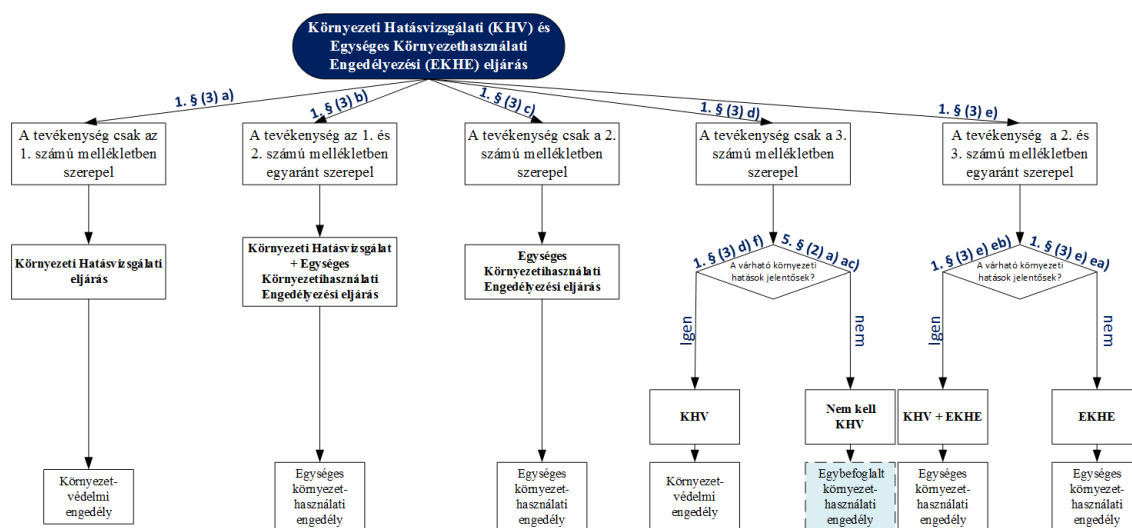 Környezeti Hatásvizsgálati (KHV) és
Egységes Környezethasználati
Engedélyezési (EKHE) eljárás
1. § (3) a)
1. § (3) b)
1. § (3) c)
1. § (3) d)
1. § (3) e)
A tevékenység csak az
1. számú mellékletben
szerepel
A tevékenység az 1. és
2. számú mellékletben
egyaránt szerepel
A tevékenység csak a 2.
számú mellékletben
szerepel
A tevékenység csak a 3.
számú mellékletben
szerepel
A tevékenység a 2. és
3. számú mellékletben
egyaránt szerepel
Környezeti Hatásvizsgálati
eljárás
Környezeti Hatásvizsgálat
+ Egységes
Környezetihasználati
Engedélyezési eljárás
Egységes
Környezetihasználati
Engedélyezési eljárás
1. § (3) d) f)
5. § (2) a) ac)
A várható környezeti
hatások jelentősek?
1. § (3) e) eb)
1. § (3) e) ea)
A várható környezeti
hatások jelentősek?
Igen
nem
Igen
nem
KHV
Nem kell
KHV
KHV + EKHE
EKHE
Környezet-
védelmi
engedély
Egységes
környezet-
használati
engedély
Egységes
környezet-
használati
engedély
Környezet-
védelmi
engedély
Egybefoglalt
környezet-
használati
engedély
Egységes
környezet-
használati
engedély
Egységes
környezet-
használati
engedély